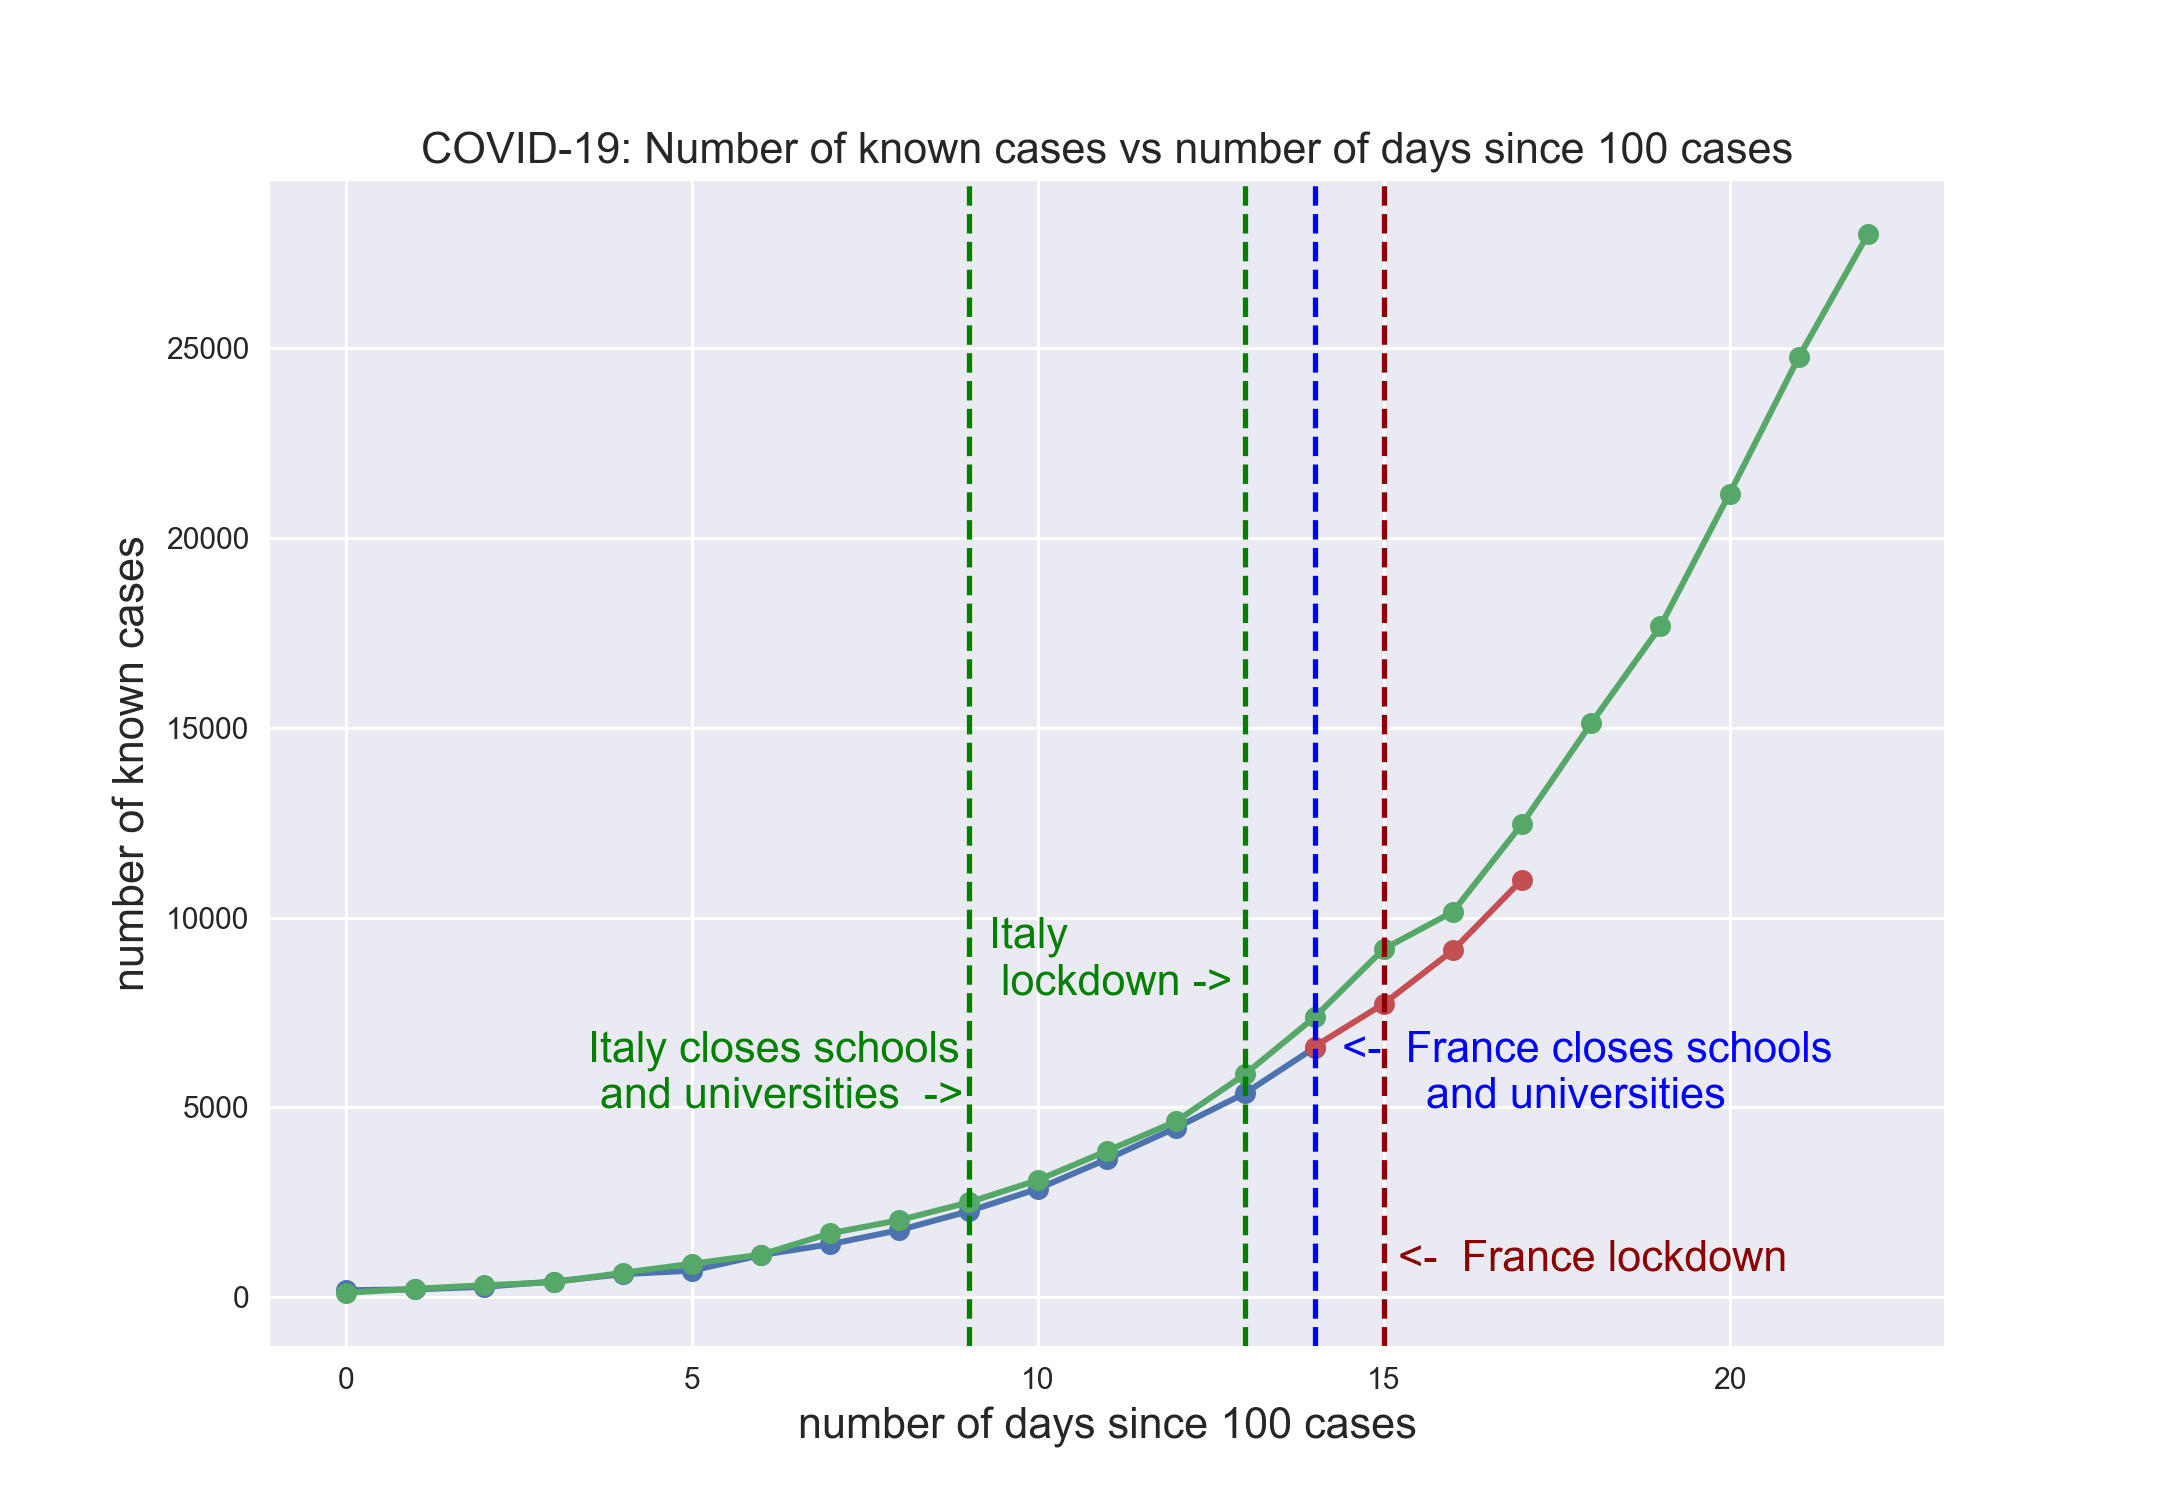 COVID-19: Number of known cases vs number of days since 100 cases
number of known cases
25000
20000
15000
10000
5000
0
Italy
lockdown ->
Italy closes schools
and universities ->
<- France closes schools
and universities
<- France lockdown
0 5 10 15 20
number of days since 100 cases